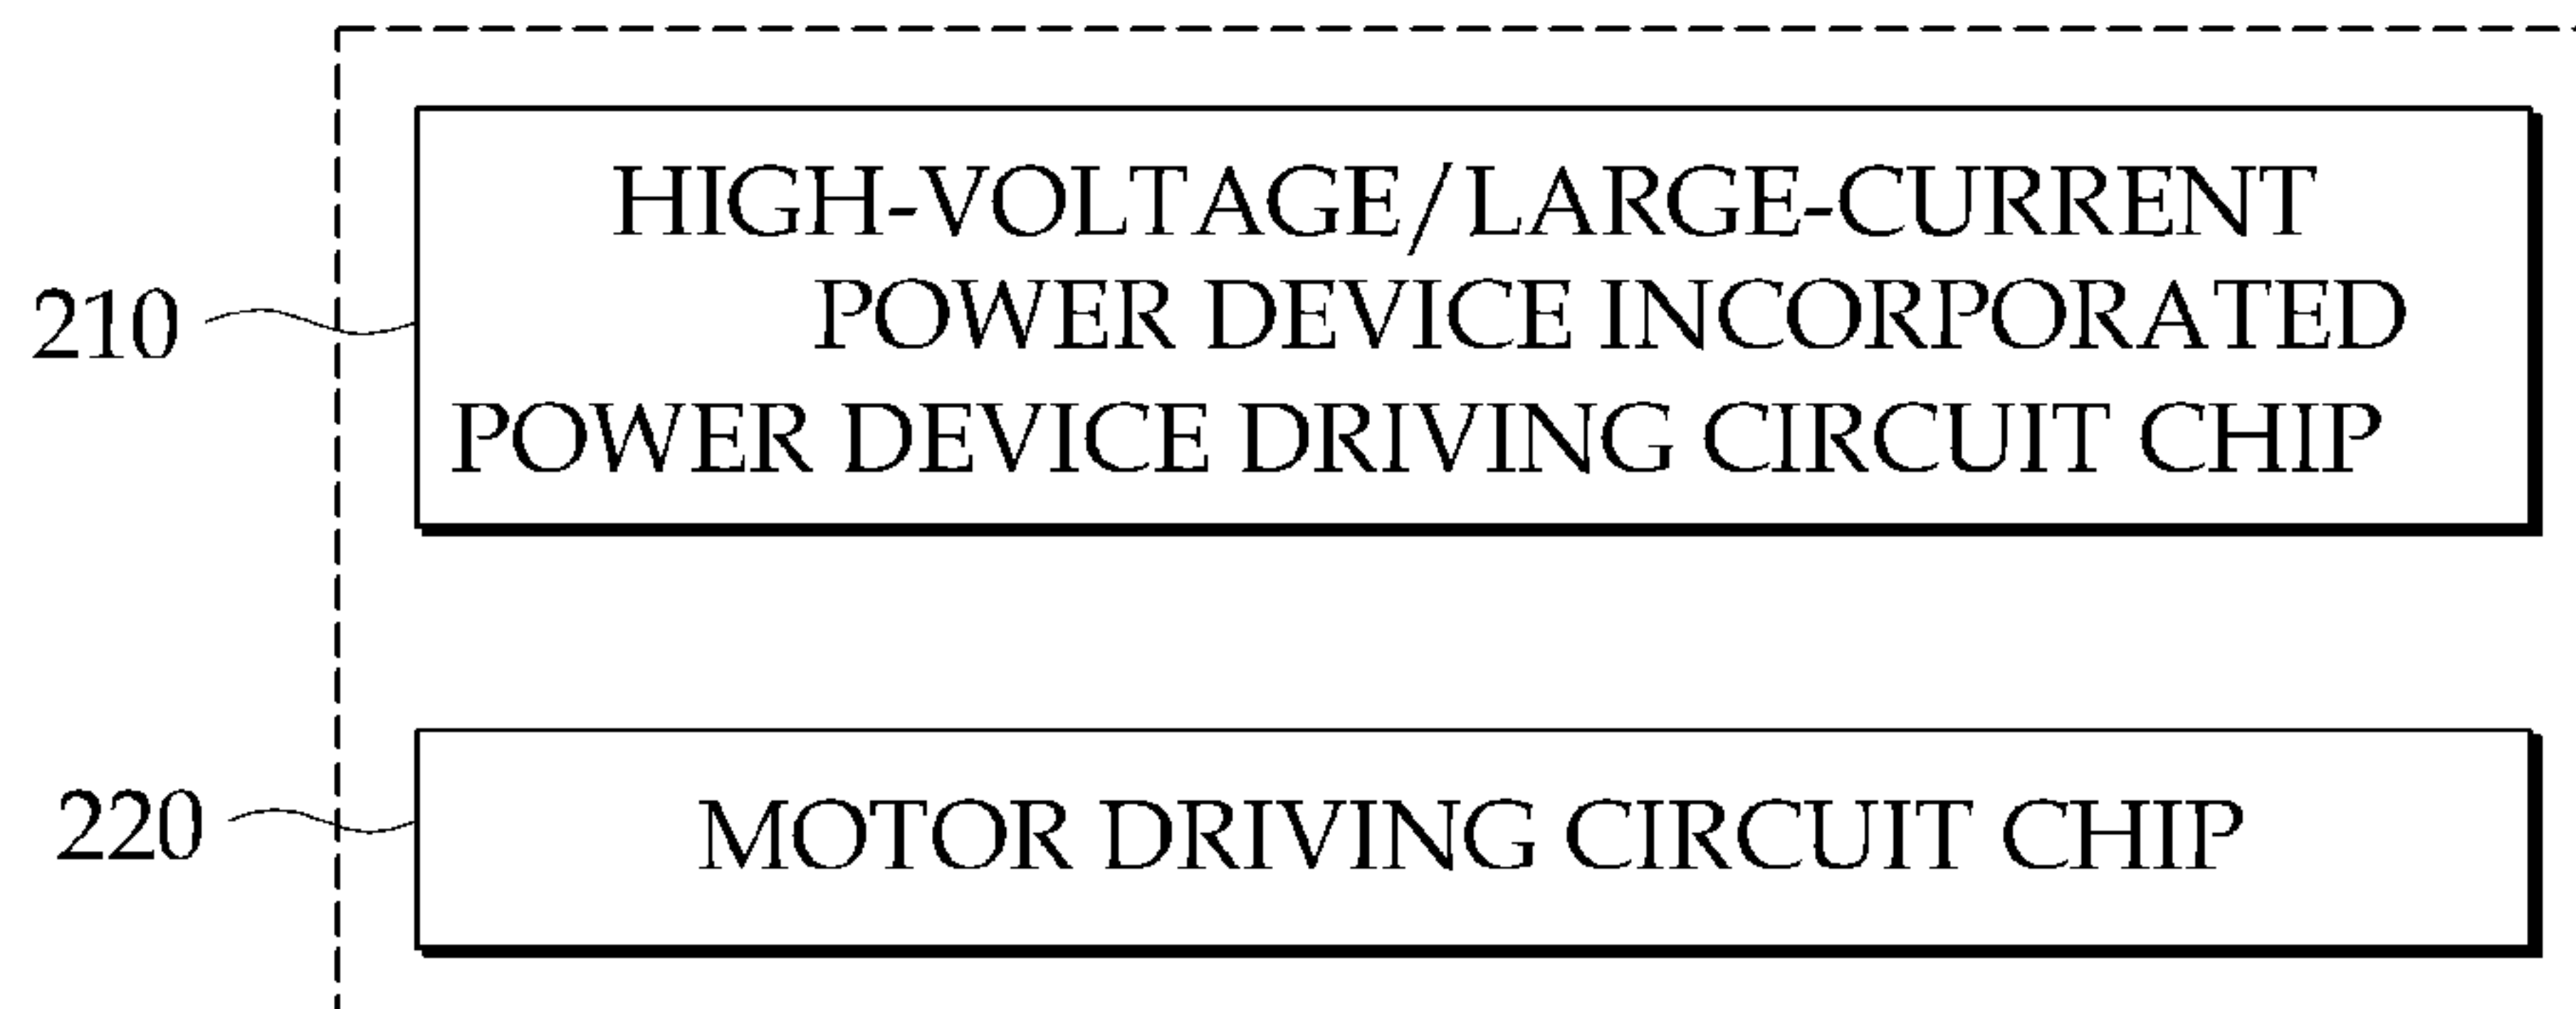 HIGH-VOLTAGE/LARGE-CURRENT
POWER DEVICE INCORPORATED
210
POWER DEVICE DRIVING CIRCUIT CHIP
220
MOTOR DRIVING CIRCUIT CHIP